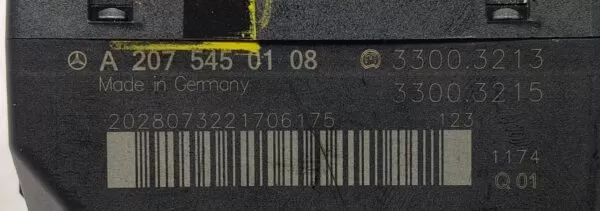 A 207 545 01 08 3300.3213
Made in Germany 3300.3215
2028073221706175 123
1174
Q 01